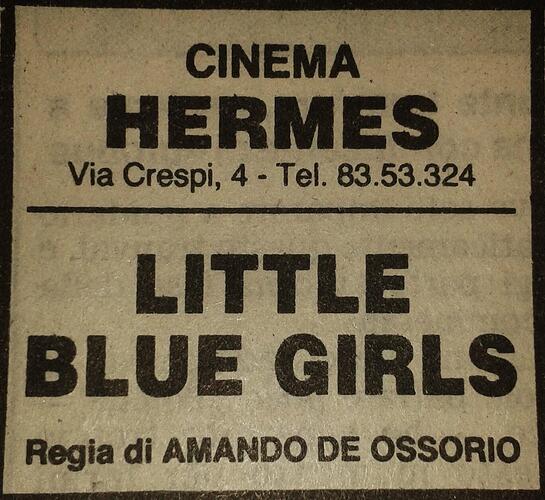 CINEMA
HERMES
Via Crespi, 4 - Tel. 83.53.324
LITTLE
BLUE GIRLS
Regia di AMANDO DE OSSORIO